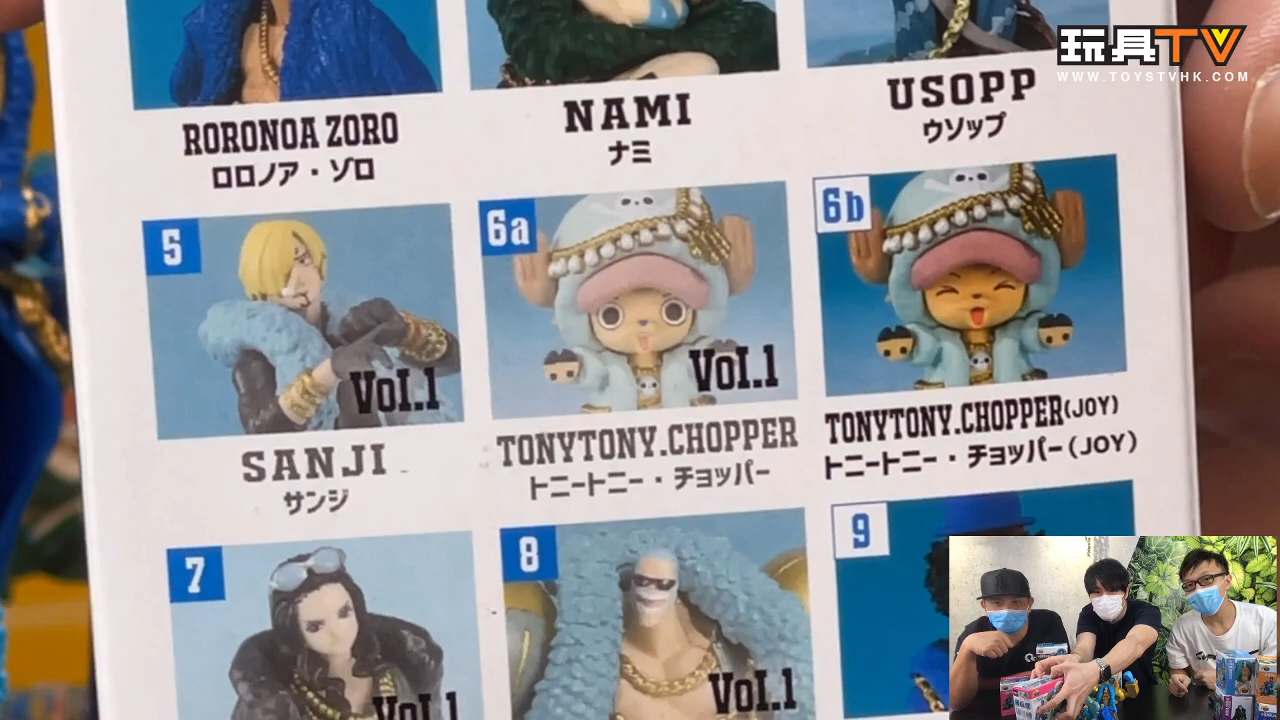 玩具TV
WWW.TOYSTVHK.COM
RORONOA ZORO
ロロノア・ゾロ
NAMI
ナミ
USOPP
ウソップ
5
Vol.1
SANJI
サンジ
6a
Vol.1
TONYTONY.CHOPPER
トニートニー・チョッパー
6b
TONYTONY.CHOPPER(JOY)
トニートニー・チョッパー(JOY)
7
Vol.1
8
Vol.1
9